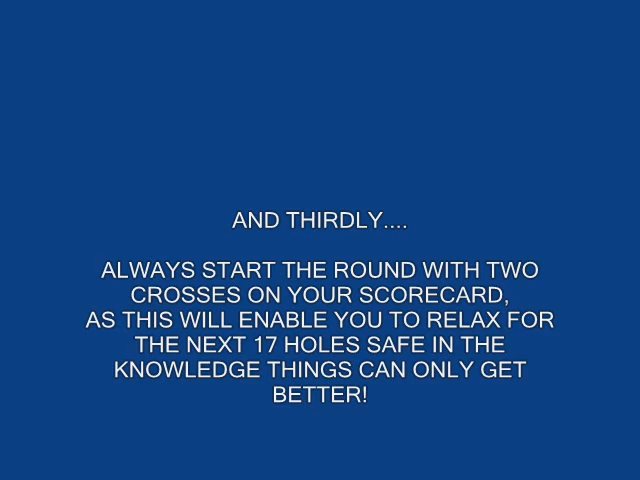 AND THIRDLY....
ALWAYS START THE ROUND WITH TWO
CROSSES ON YOUR SCORECARD,
AS THIS WILL ENABLE YOU TO RELAX FOR
THE NEXT 17 HOLES SAFE IN THE
KNOWLEDGE THINGS CAN ONLY GET
BETTER!